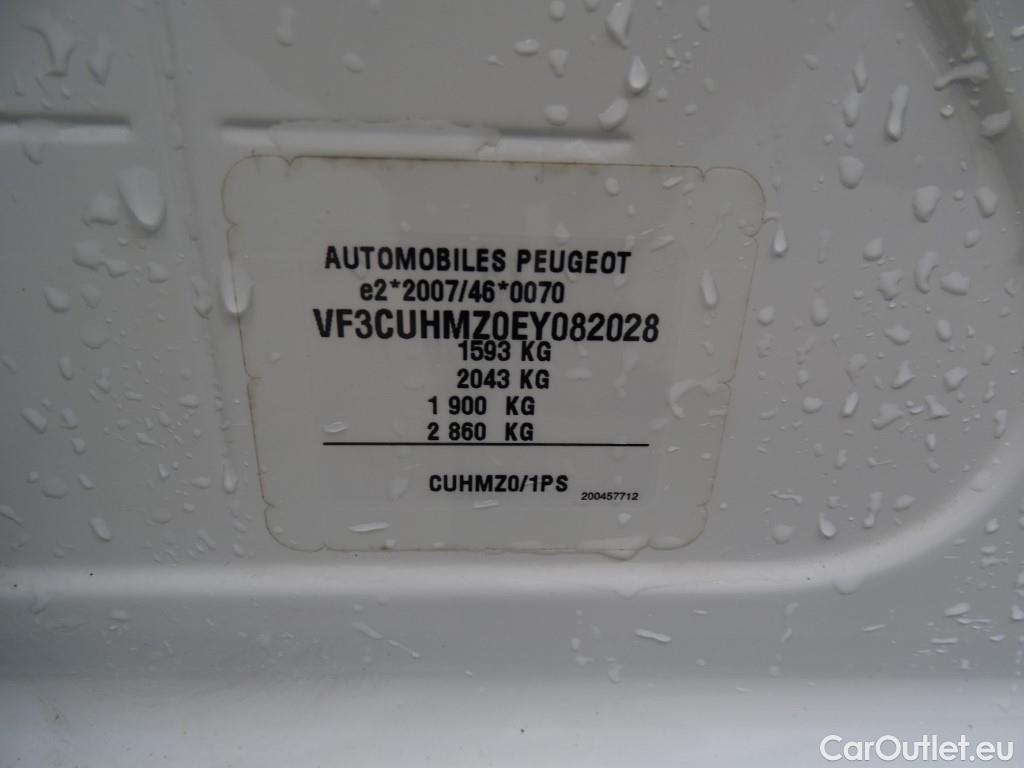 AUTOMOBILES PEUGEOT
e2*2007/46*0070
VF3CUHMZ0EY082028
1593 KG
2043 KG
1 900 KG
2 860 KG
CUHMZ0/1PS 200457712
CarOutlet.eu